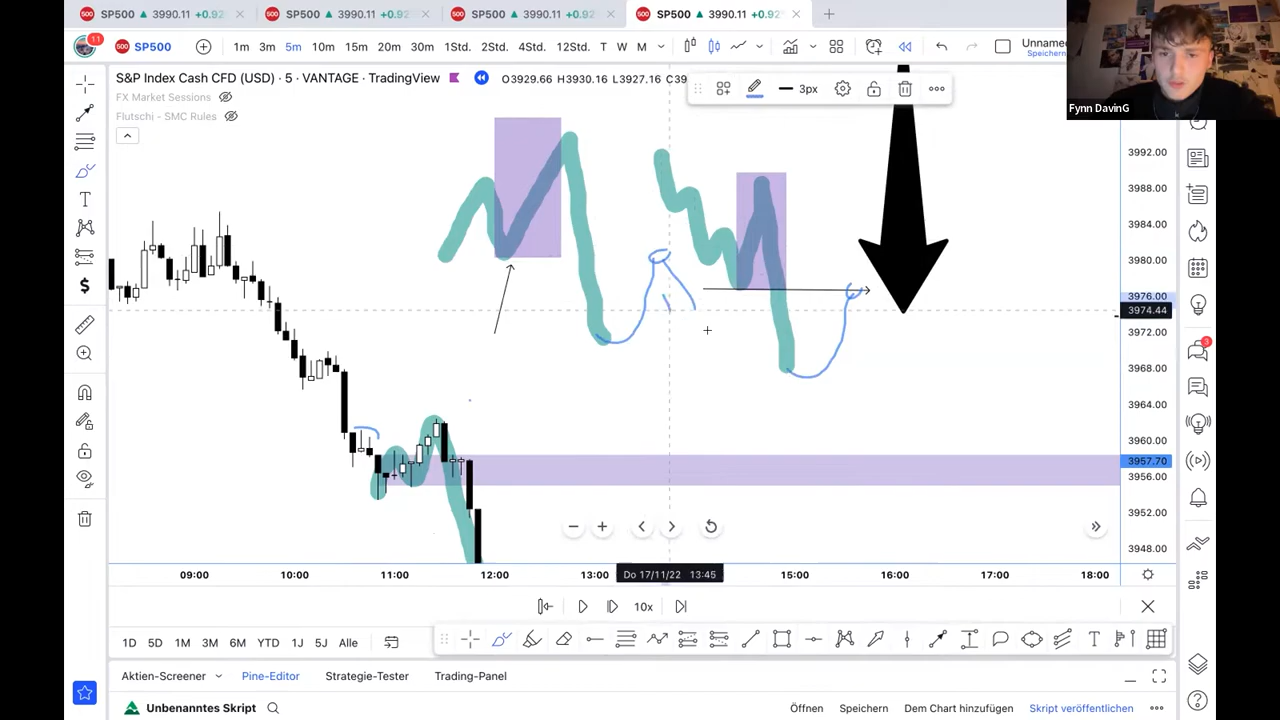 SP500 ▲ 3990.11 +0.92 SP500 ▲ 3990.11 +0.92 SP500 ▲ 3990.11 +0.92 SP500 ▲ 3990.11 +0.92
11 500 SP500 1m 3m 5m 10m 15m 20m 30m 1Std. 2Std. 4Std. 12Std. T W M Unnamed
Speichern
S&P Index Cash CFD (USD) · 5 · VANTAGE · TradingView O3929.66 H3930.16 L3927.16
3px
FX Market Sessions
Flutschi - SMC Rules
Fynn DavinG
3992.00
3988.00
3984.00
3980.00
3976.00
3974.44
3972.00
3968.00
3964.00
3960.00
3957.70
3956.00
3952.00
3948.00
3
09:00 10:00 11:00 12:00 13:00 Do 17/11/22 13:45 15:00 16:00 17:00 18:00
10x
1D 5D 1M 3M 6M YTD 1J 5J Alle
Aktien-Screener Pine-Editor Strategie-Tester Trading-Panel
Unbenanntes Skript Öffnen Speichern Dem Chart hinzufügen Skript veröffentlichen